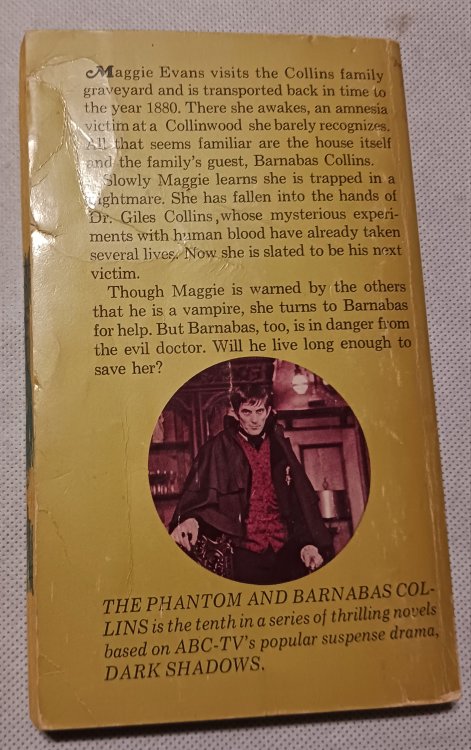 Maggie Evans visits the Collins family
graveyard and is transported back in time to
the year 1880. There she awakes, an amnesia
victim at a Collinwood she barely recognizes.
All that seems familiar are the house itself
and the family's guest, Barnabas Collins.
Slowly Maggie learns she is trapped in a
nightmare. She has fallen into the hands of
Dr. Giles Collins, whose mysterious experi-
ments with human blood have already taken
several lives. Now she is slated to be his next
victim.
Though Maggie is warned by the others
that he is a vampire, she turns to Barnabas
for help. But Barnabas, too, is in danger from
the evil doctor. Will he live long enough to
save her?
THE PHANTOM AND BARNABAS COL-
LINS is the tenth in a series of thrilling novels
based on ABC-TV's popular suspense drama,
DARK SHADOWS.